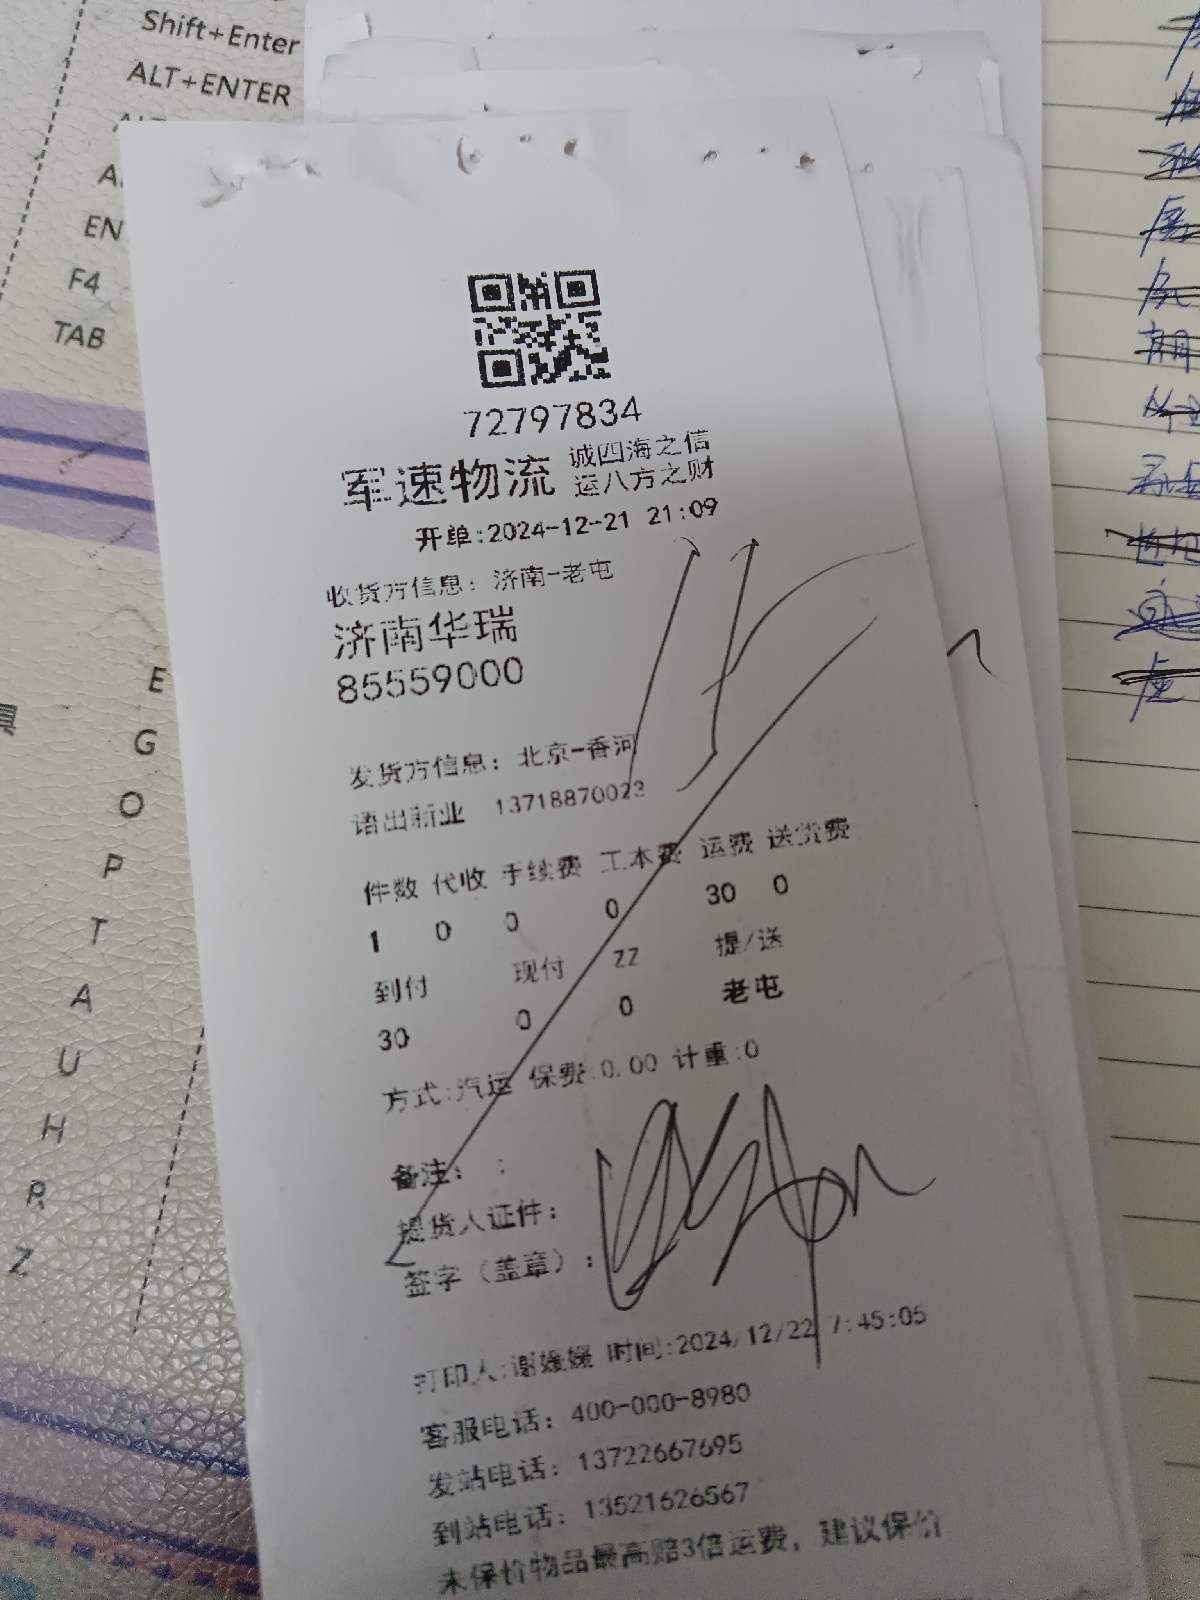 Shift+Enter
ALT+ENTER
EN
F4
TAB
E
G
O
P
T
A
U
H
R
Z
72797834
军速物流 诚四海之信
运八方之财
开单:2024-12-21 21:09
收货方信息: 济南-老屯
济南华瑞
85559000
发货方信息: 北京-香河
语出新业 13718870023
件数 代收 手续费 工本费 运费 送货费
1 0 0 0 30 0
到付 现付 ZZ 提/送
30 0 0 老屯
方式:汽运 保费:0.00 计重:0
备注: :
提货人证件:
签字（盖章）:
打印人:谢媛媛 时间:2024/12/22 7:45:05
客服电话: 400-000-8980
发站电话: 13722667695
到站电话: 13521626567
未保价物品最高赔3倍运费, 建议保价